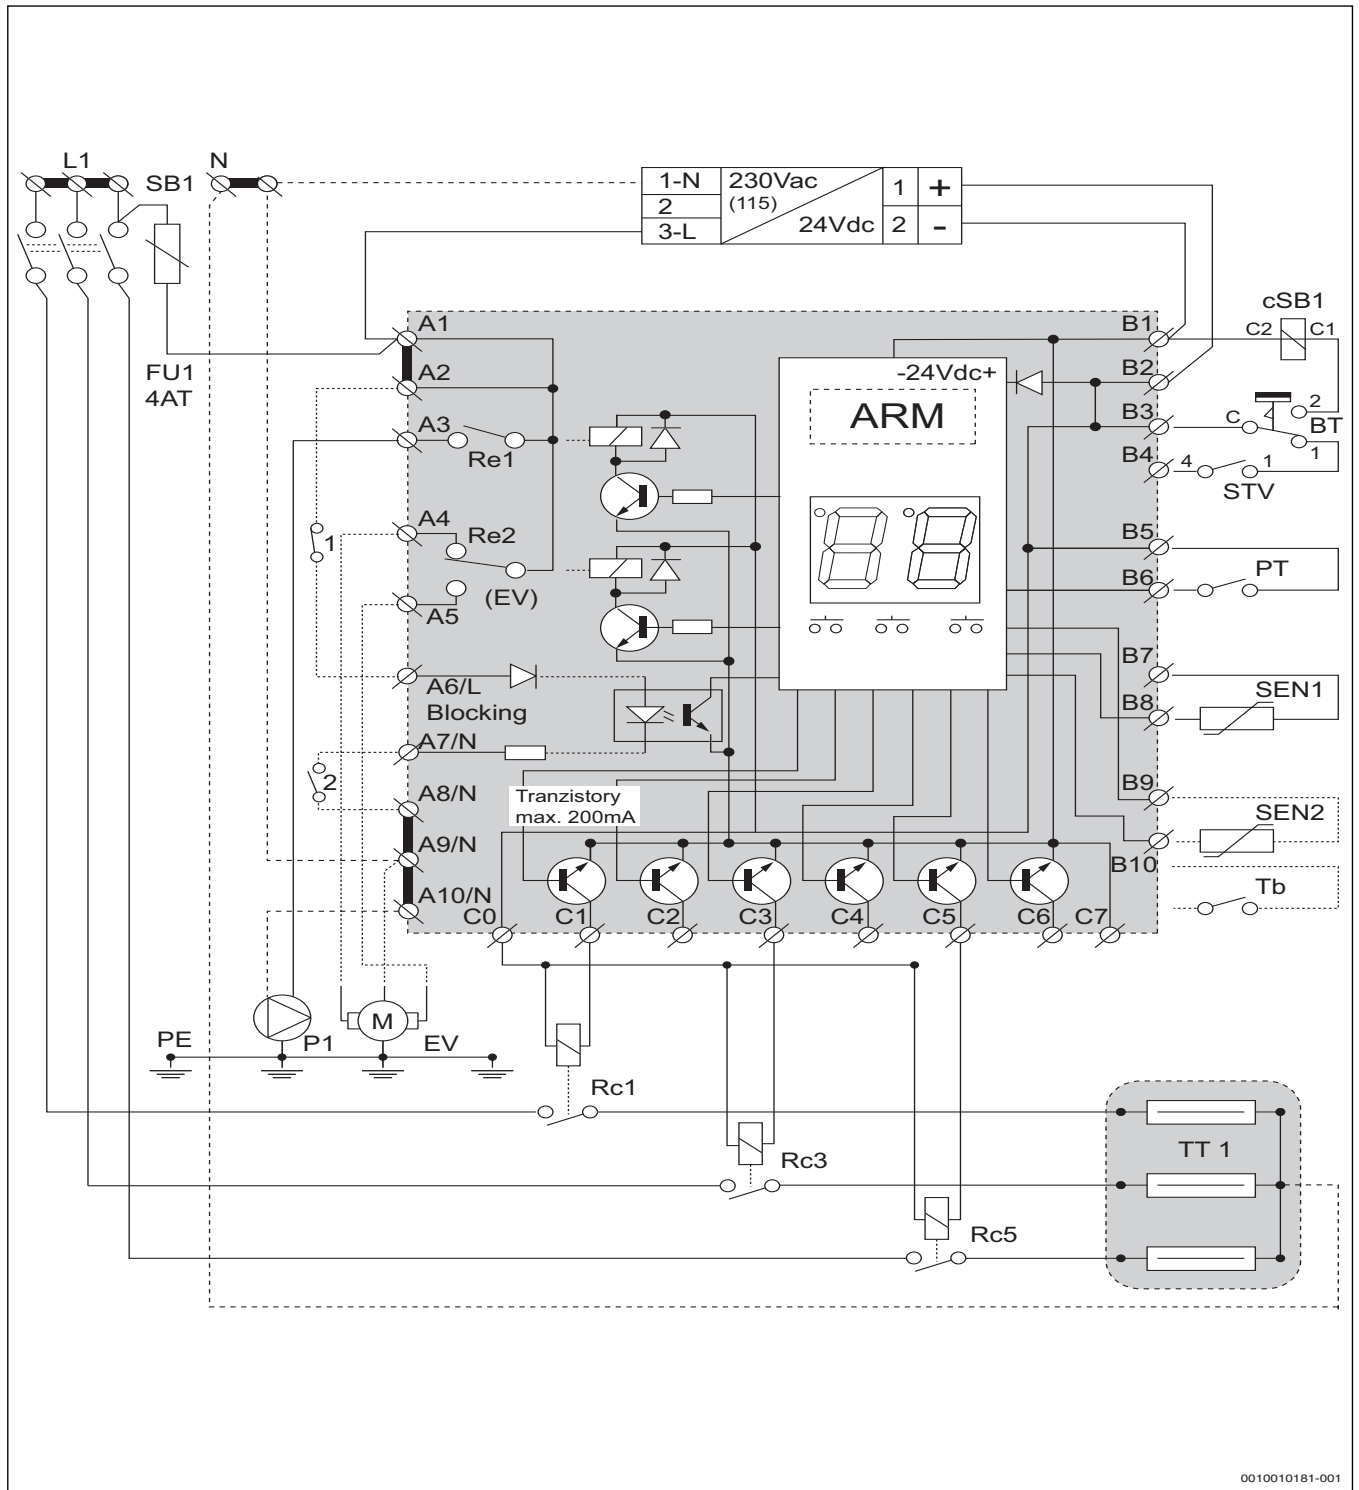 L1
SB1
N
1-N
2
3-L
230Vac
(115)
24Vdc
1
+
2
-
FU1
4AT
A1
A2
A3
Re1
A4
Re2
(EV)
A5
A6/L
Blocking
A7/N
A8/N
A9/N
A10/N
1
2
-24Vdc+
ARM
Tranzistory
max. 200mA
B1
B2
B3
B4
B5
B6
B7
B8
B9
B10
cSB1
C2
C1
2
C
BT
1
4
1
STV
PT
SEN1
SEN2
Tb
C0
C1
C2
C3
C4
C5
C6
C7
PE
P1
M
EV
Rc1
Rc3
Rc5
TT 1
0010010181-001